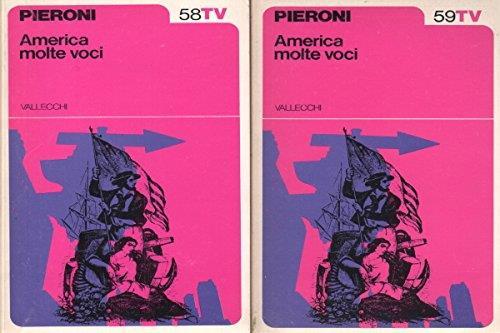 PIERONI
58TV
America
molte voci
VALLECCHI
PIERONI
59TV
America
molte voci
VALLECCHI